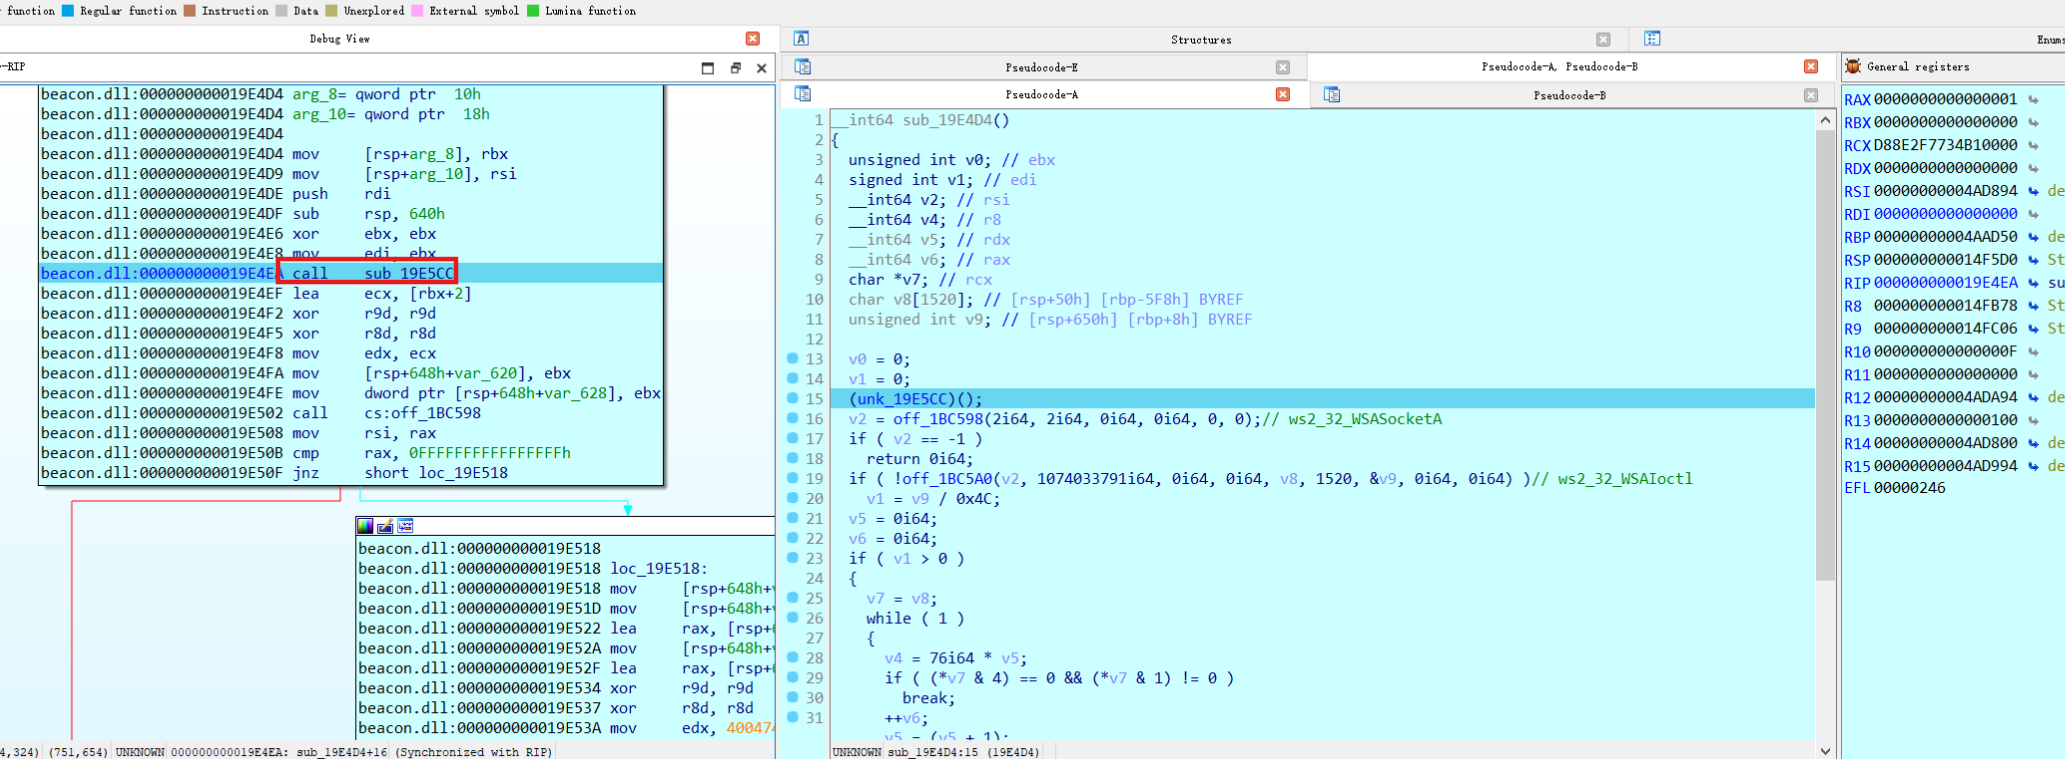 function Regular function Instruction Data Unexplored External symbol Lumina function
Debug View
-RIP
beacon.dll:000000000019E4D4 arg_8= qword ptr  10h
beacon.dll:000000000019E4D4 arg_10= qword ptr  18h
beacon.dll:000000000019E4D4
beacon.dll:000000000019E4D4 mov     [rsp+arg_8], rbx
beacon.dll:000000000019E4D9 mov     [rsp+arg_10], rsi
beacon.dll:000000000019E4DE push    rdi
beacon.dll:000000000019E4DF sub     rsp, 640h
beacon.dll:000000000019E4E6 xor     ebx, ebx
beacon.dll:000000000019E4E8 mov     edi, ebx
beacon.dll:000000000019E4EA call    sub_19E5CC
beacon.dll:000000000019E4EF lea     ecx, [rbx+2]
beacon.dll:000000000019E4F2 xor     r9d, r9d
beacon.dll:000000000019E4F5 xor     r8d, r8d
beacon.dll:000000000019E4F8 mov     edx, ecx
beacon.dll:000000000019E4FA mov     [rsp+648h+var_620], ebx
beacon.dll:000000000019E4FE mov     dword ptr [rsp+648h+var_628], ebx
beacon.dll:000000000019E502 call    cs:off_1BC598
beacon.dll:000000000019E508 mov     rsi, rax
beacon.dll:000000000019E50B cmp     rax, 0FFFFFFFFFFFFFFFFh
beacon.dll:000000000019E50F jnz     short loc_19E518
beacon.dll:000000000019E518
beacon.dll:000000000019E518 loc_19E518:
beacon.dll:000000000019E518 mov     [rsp+648h+
beacon.dll:000000000019E51D mov     [rsp+648h+
beacon.dll:000000000019E522 lea     rax, [rsp+
beacon.dll:000000000019E52A mov     [rsp+648h+
beacon.dll:000000000019E52F lea     rax, [rsp+
beacon.dll:000000000019E534 xor     r9d, r9d
beacon.dll:000000000019E537 xor     r8d, r8d
beacon.dll:000000000019E53A mov     edx, 400474
4,324) (751,654) UNKNOWN 000000000019E4EA: sub_19E4D4+16 (Synchronized with RIP)
Structures
Enums
Pseudocode-E
Pseudocode-A, Pseudocode-B
Pseudocode-A
Pseudocode-B
1 __int64 sub_19E4D4()
2 {
3 unsigned int v0; // ebx
4 signed int v1; // edi
5 __int64 v2; // rsi
6 __int64 v4; // r8
7 __int64 v5; // rdx
8 __int64 v6; // rax
9 char *v7; // rcx
10 char v8[1520]; // [rsp+50h] [rbp-5F8h] BYREF
11 unsigned int v9; // [rsp+650h] [rbp+8h] BYREF
12
13 v0 = 0;
14 v1 = 0;
15 (unk_19E5CC)();
16 v2 = off_1BC598(2i64, 2i64, 0i64, 0i64, 0, 0);// ws2_32_WSASocketA
17 if ( v2 == -1 )
18 return 0i64;
19 if ( !off_1BC5A0(v2, 1074033791i64, 0i64, 0i64, v8, 1520, &v9, 0i64, 0i64) )// ws2_32_WSAIoctl
20 v1 = v9 / 0x4C;
21 v5 = 0i64;
22 v6 = 0i64;
23 if ( v1 > 0 )
24 {
25 v7 = v8;
26 while ( 1 )
27 {
28 v4 = 76i64 * v5;
29 if ( (*v7 & 4) == 0 && (*v7 & 1) != 0 )
30 break;
31 ++v6;
v5 = (v5 + 1);
UNKNOWN sub_19E4D4:15 (19E4D4)
General registers
RAX 0000000000000001
RBX 0000000000000000
RCX D88E2F7734B10000
RDX 0000000000000000
RSI 00000000004AD894 de
RDI 0000000000000000
RBP 00000000004AAD50 de
RSP 000000000014F5D0 St
RIP 000000000019E4EA su
R8 000000000014FB78 St
R9 000000000014FC06 St
R10 000000000000000F
R11 0000000000000000
R12 00000000004ADA94 de
R13 0000000000000100
R14 00000000004AD800 de
R15 00000000004AD994 de
EFL 00000246